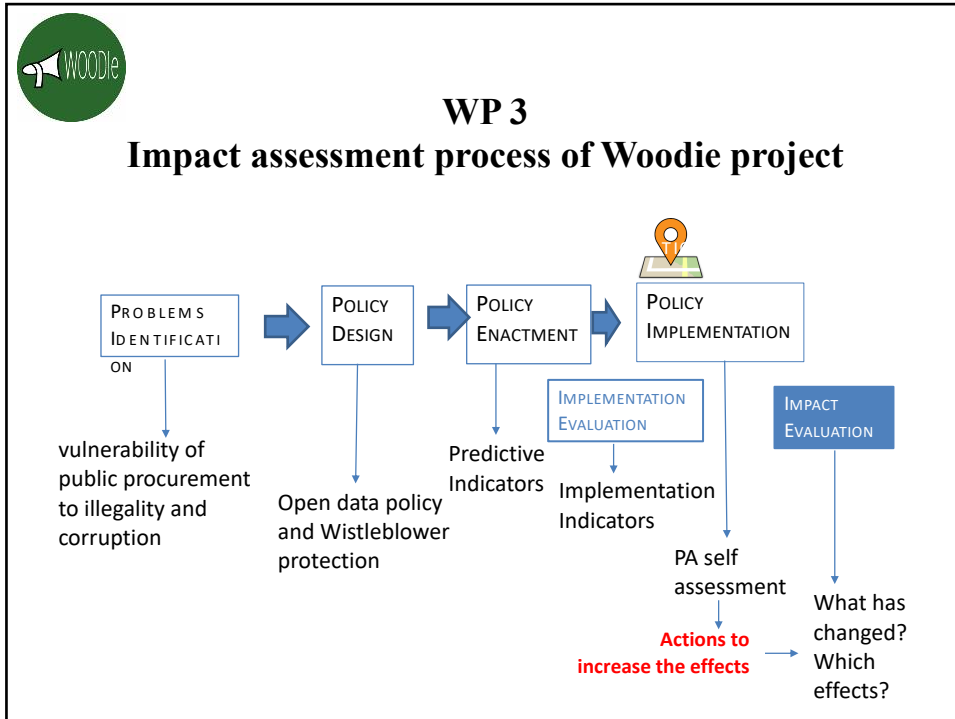 WOODIe
WP 3
Impact assessment process of Woodie project
PROBLEMS
IDENTIFICATI
ON
POLICY
DESIGN
POLICY
ENACTMENT
POLICY
IMPLEMENTATION
IMPLEMENTATION
EVALUATION
IMPACT
EVALUATION
vulnerability of
public procurement
to illegality and
corruption
Open data policy
and Wistleblower
protection
Predictive
Indicators
Implementation
Indicators
PA self
assessment
Actions to
increase the effects
What has
changed?
Which
effects?